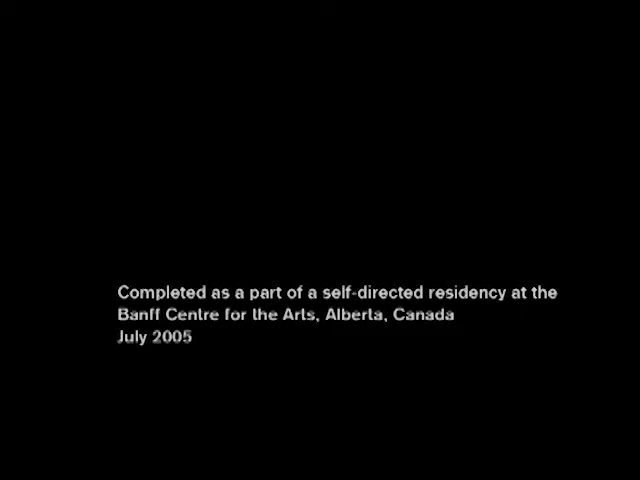 Completed as a part of a self-directed residency at the
Banff Centre for the Arts, Alberta, Canada
July 2005